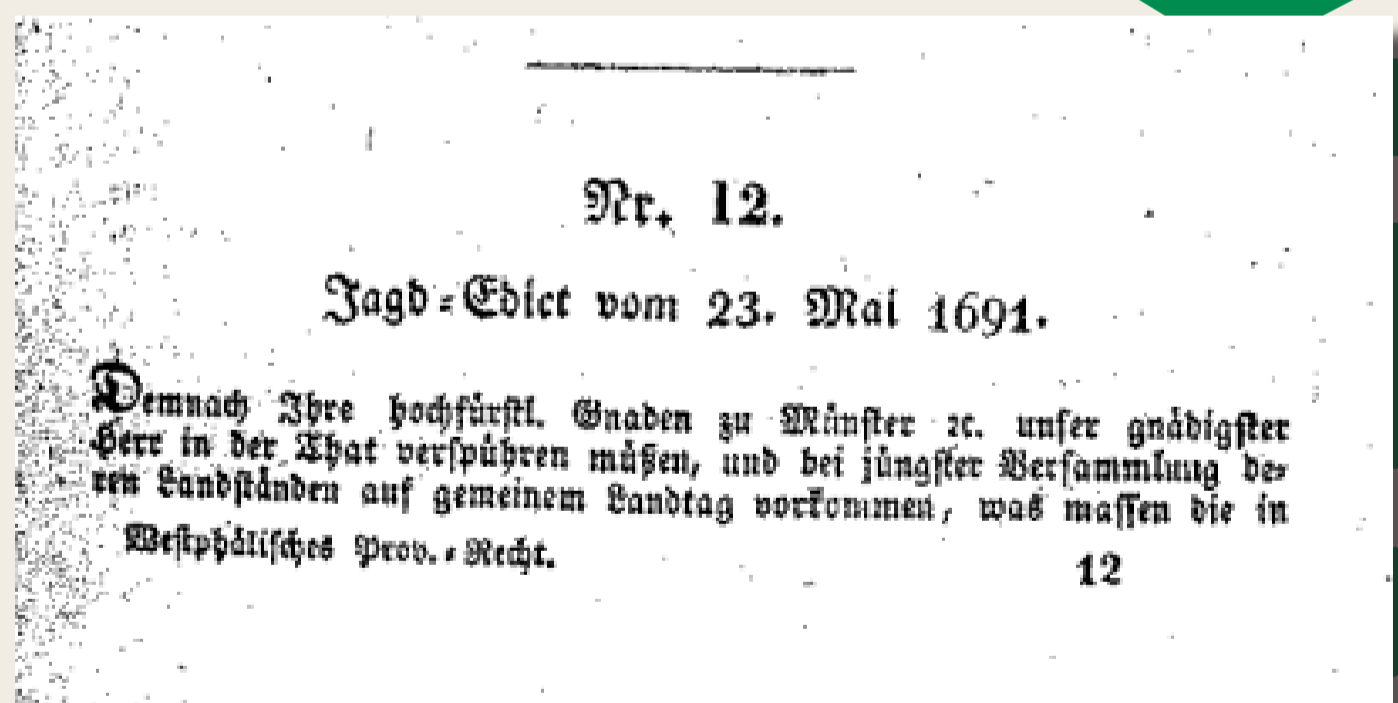 Nr. 12.
Jagd-Edict vom 23. Mai 1691.
Demnach Ihre hochfürstl. Gnaden zu Münster ꝛc. unser gnädigster
Herr in der That verspühren müßen, und bei jüngster Versammlung de-
ren Landständen auf gemeinem Landtag vorkommen, was massen die in
Westphälisches Prov.-Recht.
12